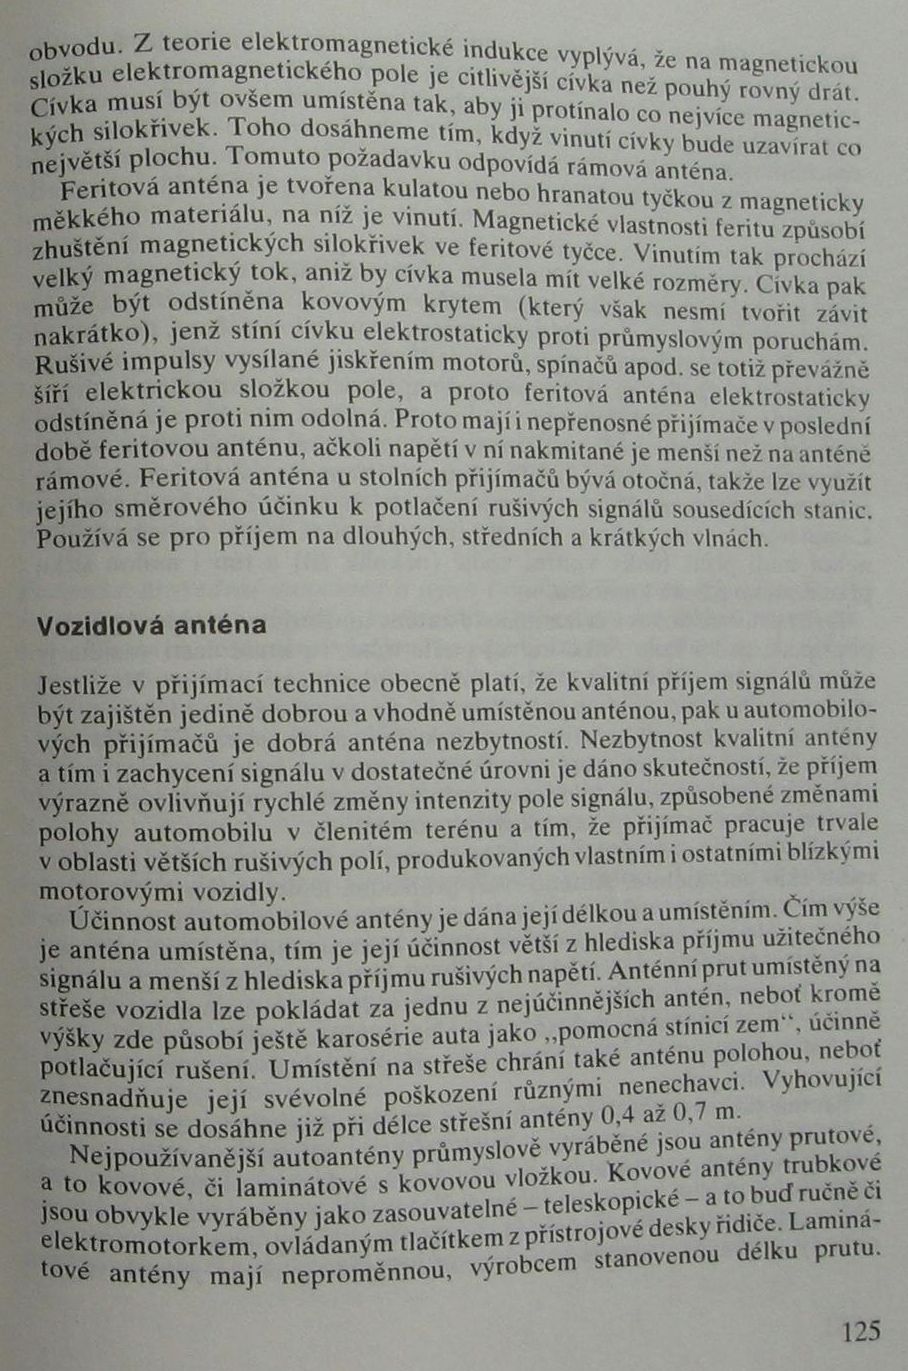 obvodu. Z teorie elektromagnetické indukce vyplývá, že na magnetickou
složku elektromagnetického pole je citlivější cívka než pouhý rovný drát.
Cívka musí být ovšem umístěna tak, aby ji protínalo co nejvíce magnetic-
kých silokřivek. Toho dosáhneme tím, když vinutí cívky bude uzavírat co
největší plochu. Tomuto požadavku odpovídá rámová anténa.
Feritová anténa je tvořena kulatou nebo hranatou tyčkou z magneticky
měkkého materiálu, na níž je vinutí. Magnetické vlastnosti feritu způsobí
zhuštění magnetických silokřivek ve feritové tyčce. Vinutím tak prochází
velký magnetický tok, aniž by cívka musela mít velké rozměry. Cívka pak
může být odstíněna kovovým krytem (který však nesmí tvořit závit
nakrátko), jenž stíní cívku elektrostaticky proti průmyslovým poruchám.
Rušivé impulsy vysílané jiskřením motorů, spínačů apod. se totiž převážně
šíří elektrickou složkou pole, a proto feritová anténa elektrostaticky
odstíněná je proti nim odolná. Proto mají i nepřenosné přijímače v poslední
době feritovou anténu, ačkoli napětí v ní nakmitané je menší než na anténě
rámové. Feritová anténa u stolních přijímačů bývá otočná, takže lze využít
jejího směrového účinku k potlačení rušivých signálů sousedících stanic.
Používá se pro příjem na dlouhých, středních a krátkých vlnách.
Vozidlová anténa
Jestliže v přijímací technice obecně platí, že kvalitní příjem signálů může
být zajištěn jedině dobrou a vhodně umístěnou anténou, pak u automobilo-
vých přijímačů je dobrá anténa nezbytností. Nezbytnost kvalitní antény
a tím i zachycení signálu v dostatečné úrovni je dáno skutečností, že příjem
výrazně ovlivňují rychlé změny intenzity pole signálu, způsobené změnami
polohy automobilu v členitém terénu a tím, že přijímač pracuje trvale
v oblasti větších rušivých polí, produkovaných vlastním i ostatními blízkými
motorovými vozidly.
Účinnost automobilové antény je dána její délkou a umístěním. Čím výše
je anténa umístěna, tím je její účinnost větší z hlediska příjmu užitečného
signálu a menší z hlediska příjmu rušivých napětí. Anténní prut umístěný na
střeše vozidla lze pokládat za jednu z nejúčinnějších antén, neboť kromě
výšky zde působí ještě karosérie auta jako „pomocná stínicí zem“, účinně
potlačující rušení. Umístění na střeše chrání také anténu polohou, neboť
znesnadňuje její svévolné poškození různými nenechavci. Vyhovující
účinnosti se dosáhne již při délce střešní antény 0,4 až 0,7 m.
Nejpoužívanější autoantény průmyslově vyráběné jsou antény prutové,
a to kovové, či laminátové s kovovou vložkou. Kovové antény trubkové
jsou obvykle vyráběny jako zasouvatelné – teleskopické – a to buď ručně či
elektromotorkem, ovládaným tlačítkem z přístrojové desky řidiče. Laminá-
tové antény mají neproměnnou, výrobcem stanovenou délku prutu.
125